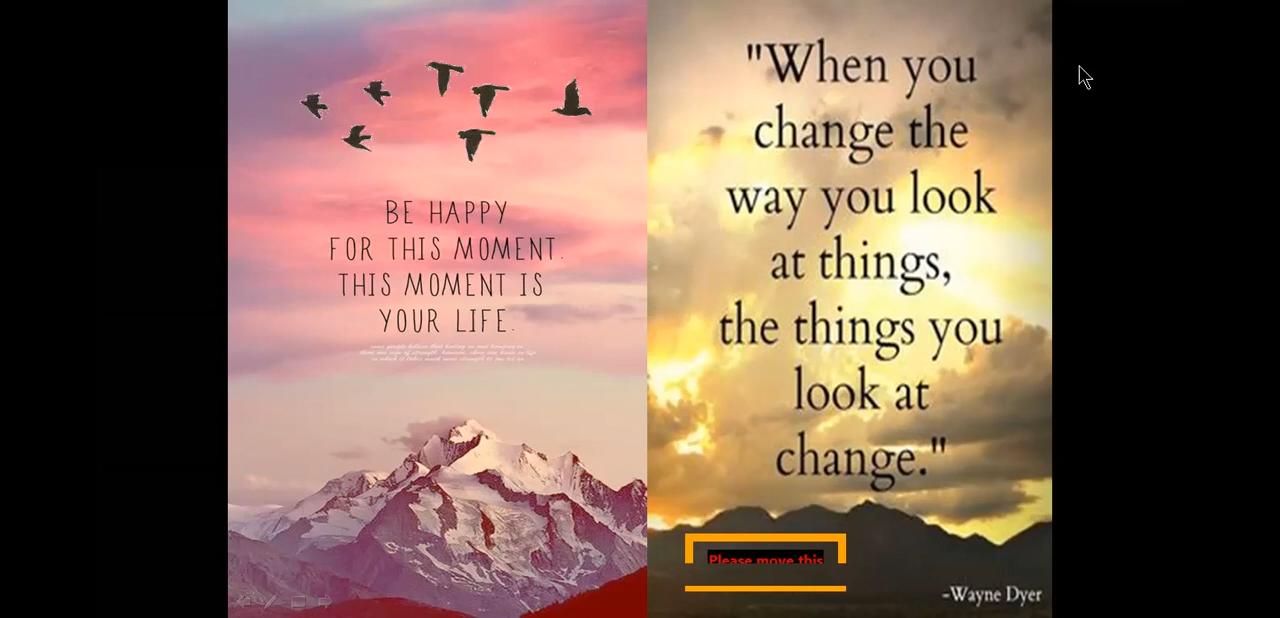 BE HAPPY
FOR THIS MOMENT.
THIS MOMENT IS
YOUR LIFE.
"When you
change the
way you look
at things,
the things you
look at
change."
Please move this
-Wayne Dyer